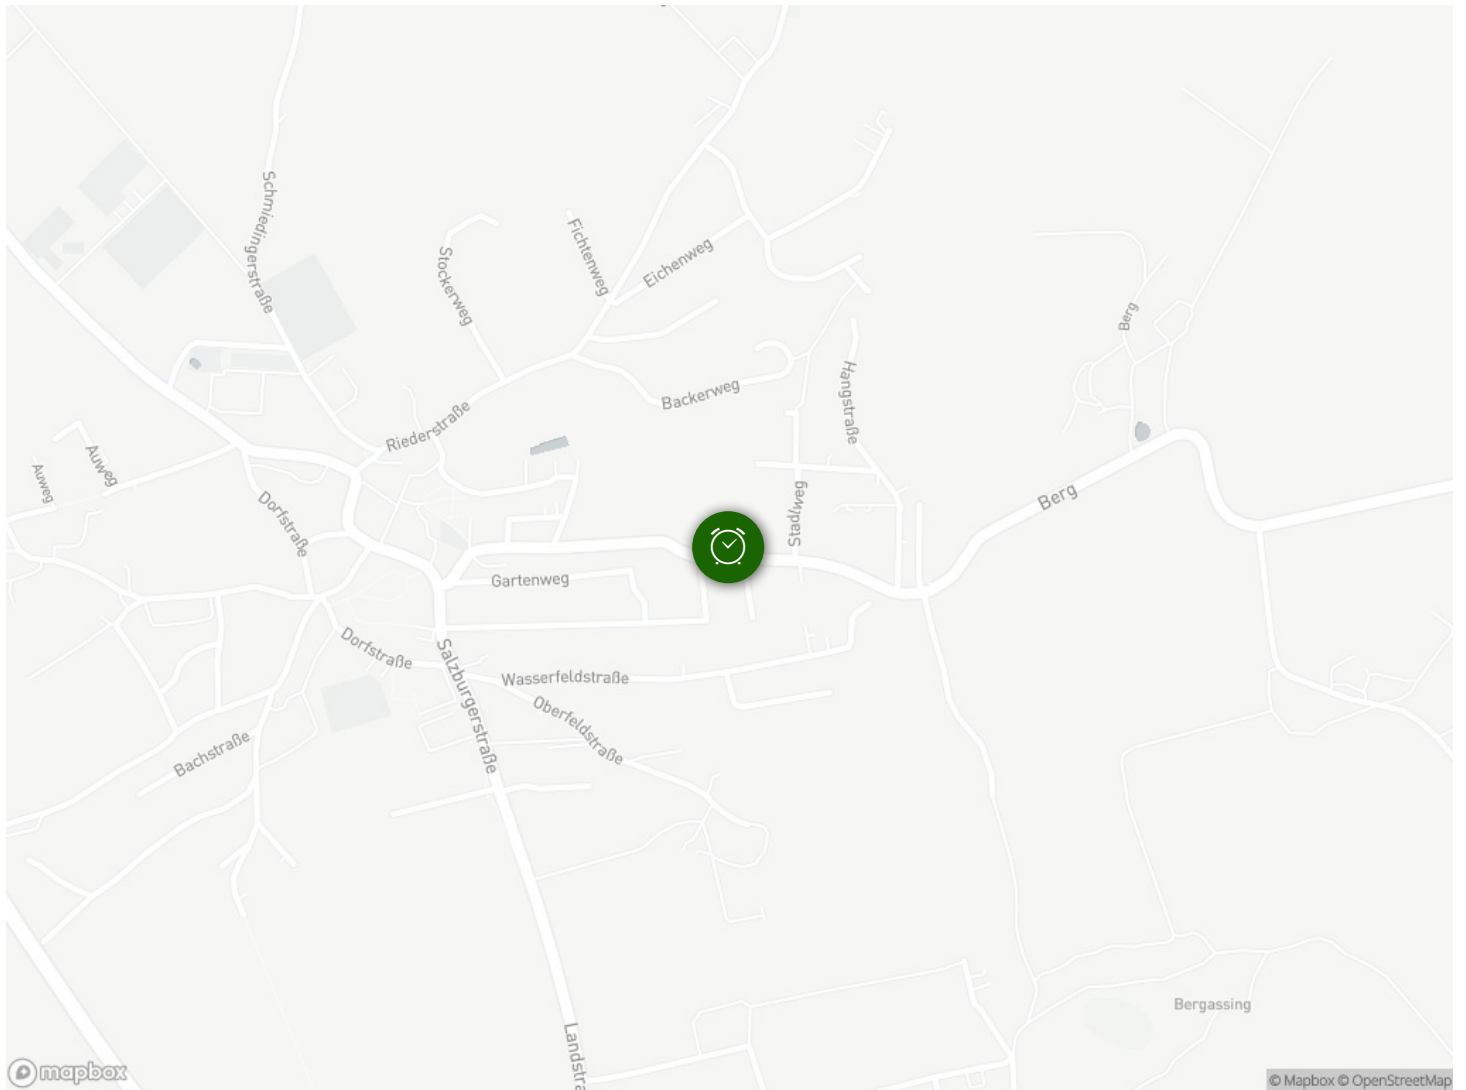 Schmiedingerstraße
Stockerweg
Fichtenweg
Eichenweg
Berg
Hangstraße
Backerweg
Riederstraße
Auweg
Auweg
Dorfstraße
Stadlweg
Berg
Gartenweg
Dorfstraße
Salzburgerstraße
Wasserfeldstraße
Oberfeldstraße
Bachstraße
Bergassing
Landstra
mapbox
© Mapbox © OpenStreetMap